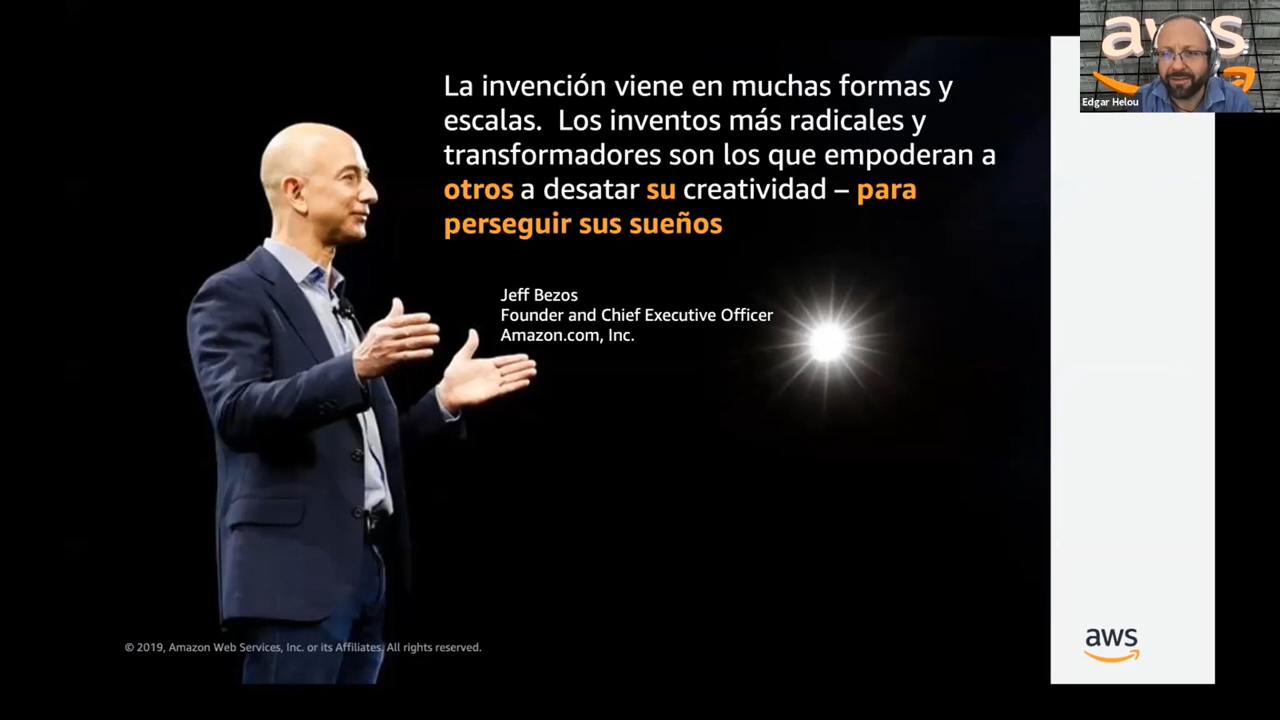 La invención viene en muchas formas y
escalas.  Los inventos más radicales y
transformadores son los que empoderan a
otros a desatar su creatividad – para
perseguir sus sueños
Jeff Bezos
Founder and Chief Executive Officer
Amazon.com, Inc.
© 2019, Amazon Web Services, Inc. or its Affiliates. All rights reserved.
aws
aws
Edgar Helou